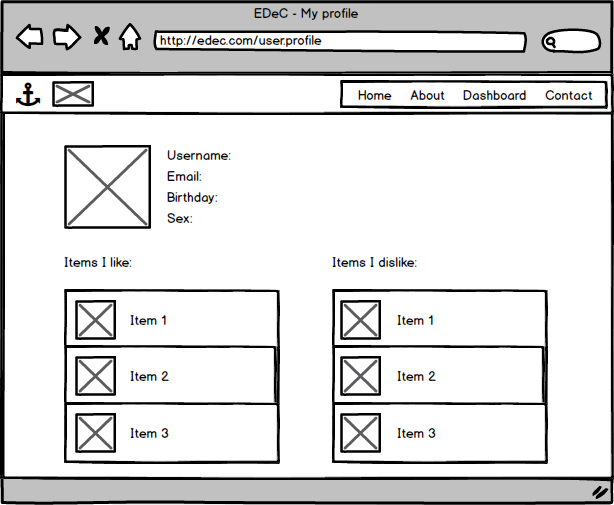 EDeC - My profile
http://edec.com/user.profile
Home About Dashboard Contact
Username:
Email:
Birthday:
Sex:
Items I like: Items I dislike:
Item 1 Item 1
Item 2 Item 2
Item 3 Item 3